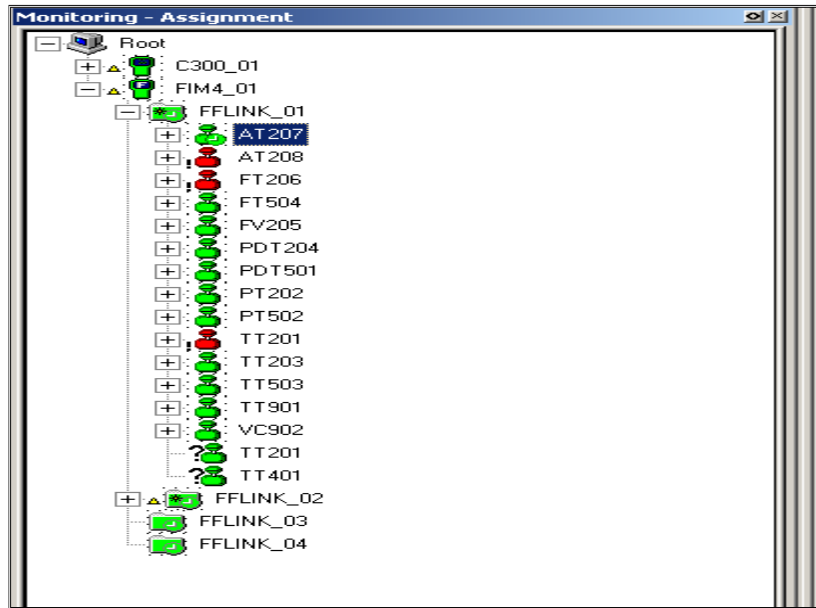 Monitoring - Assignment
Root
C300_01
FIM4_01
FFLINK_01
AT207
AT208
FT206
FT504
FV205
PDT204
PDT501
PT202
PT502
TT201
TT203
TT503
TT901
VC902
? TT201
? TT401
FFLINK_02
FFLINK_03
FFLINK_04